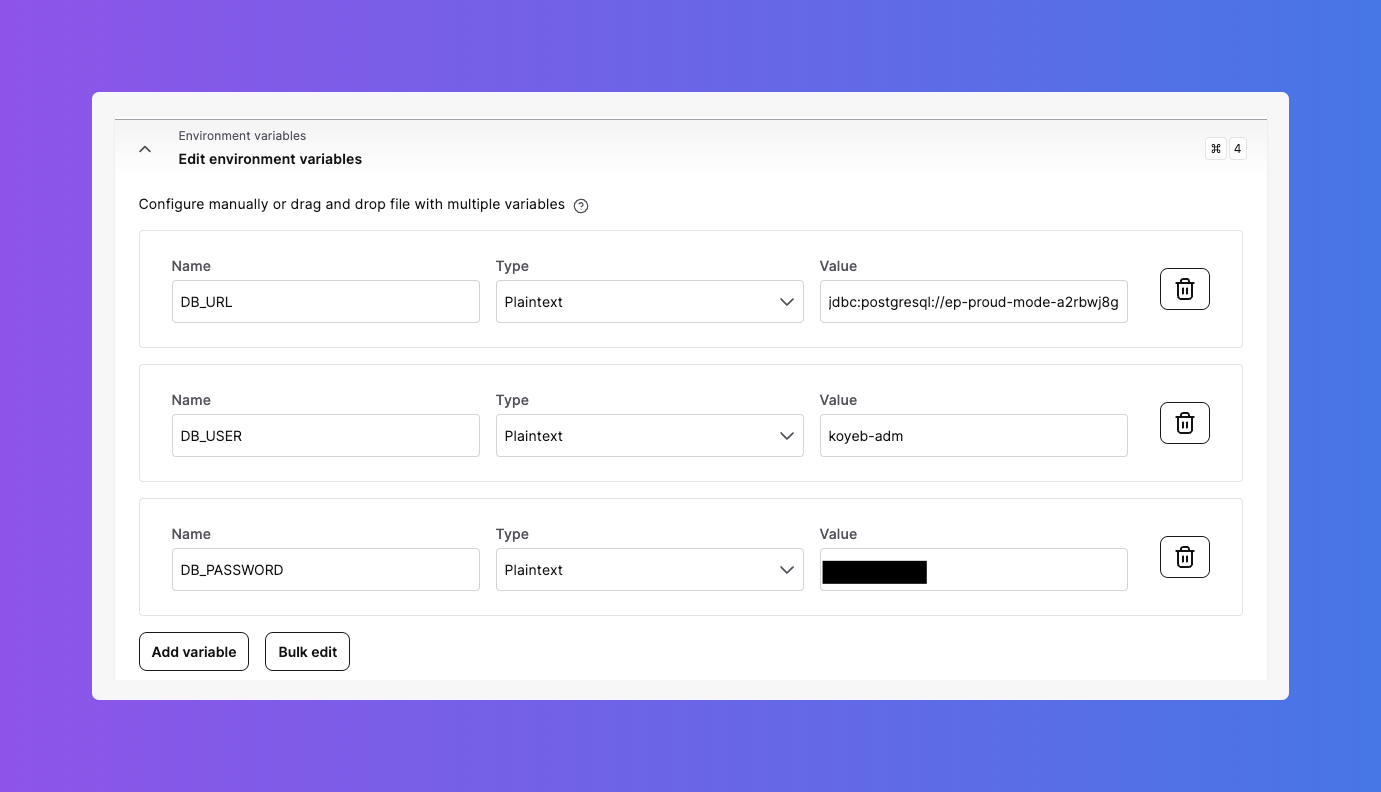 Environment variables
Edit environment variables
⌘ 4
Configure manually or drag and drop file with multiple variables
Name Type Value
DB_URL Plaintext jdbc:postgresql://ep-proud-mode-a2rbwj8g
Name Type Value
DB_USER Plaintext koyeb-adm
Name Type Value
DB_PASSWORD Plaintext
Add variable Bulk edit